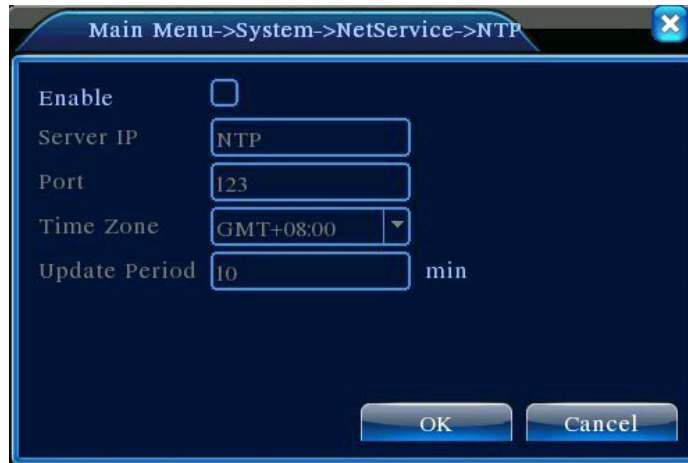 Main Menu->System->NetService->NTP
Enable
Server IP NTP
Port 123
Time Zone GMT+08:00
Update Period 10 min
OK Cancel